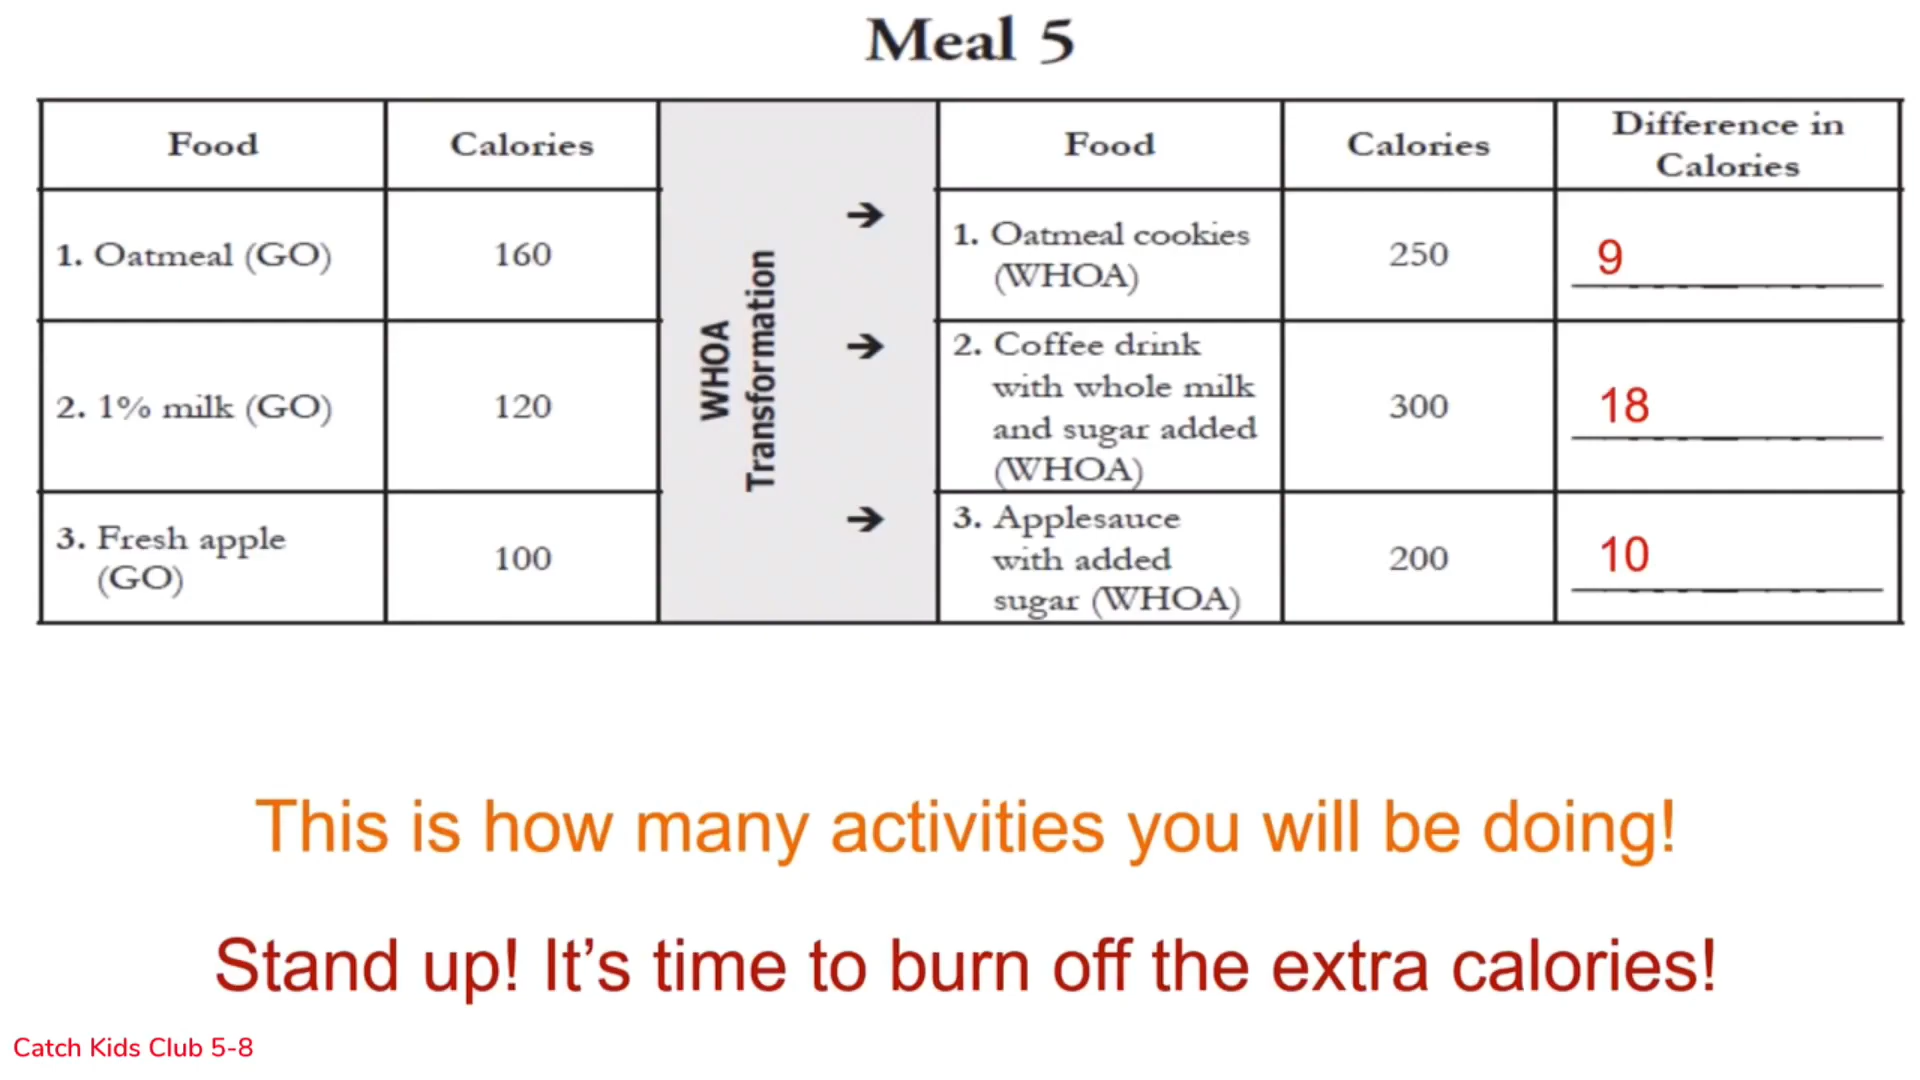 Meal 5
Food Calories Food Calories Difference in
Calories
1. Oatmeal (GO) 160 1. Oatmeal cookies
(WHOA) 250 9
2. 1% milk (GO) 120 2. Coffee drink
with whole milk
and sugar added
(WHOA) 300 18
3. Fresh apple
(GO) 100 3. Applesauce
with added
sugar (WHOA) 200 10
WHOA
Transformation
This is how many activities you will be doing!
Stand up! It’s time to burn off the extra calories!
Catch Kids Club 5-8